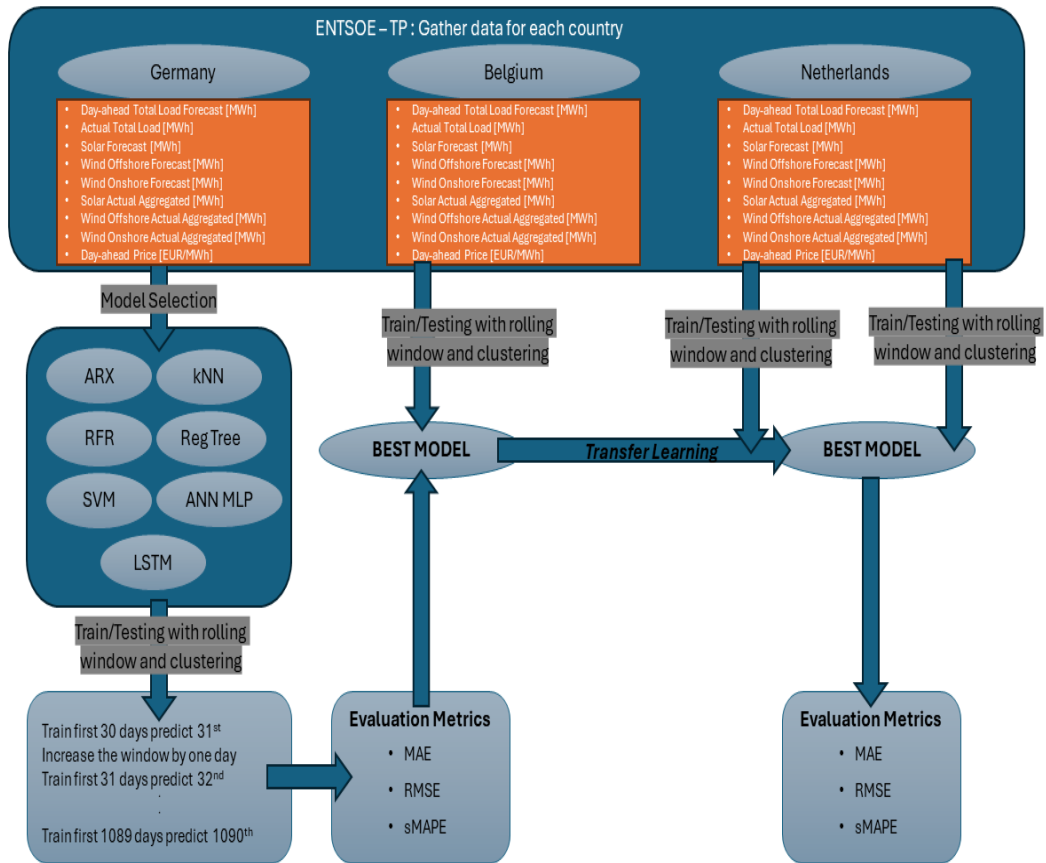 ENTSOE – TP : Gather data for each country
Germany
• Day-ahead Total Load Forecast [MWh]
• Actual Total Load [MWh]
• Solar Forecast [MWh]
• Wind Offshore Forecast [MWh]
• Wind Onshore Forecast [MWh]
• Solar Actual Aggregated [MWh]
• Wind Offshore Actual Aggregated [MWh]
• Wind Onshore Actual Aggregated [MWh]
• Day-ahead Price [EUR/MWh]
Belgium
• Day-ahead Total Load Forecast [MWh]
• Actual Total Load [MWh]
• Solar Forecast [MWh]
• Wind Offshore Forecast [MWh]
• Wind Onshore Forecast [MWh]
• Solar Actual Aggregated [MWh]
• Wind Offshore Actual Aggregated [MWh]
• Wind Onshore Actual Aggregated [MWh]
• Day-ahead Price [EUR/MWh]
Netherlands
• Day-ahead Total Load Forecast [MWh]
• Actual Total Load [MWh]
• Solar Forecast [MWh]
• Wind Offshore Forecast [MWh]
• Wind Onshore Forecast [MWh]
• Solar Actual Aggregated [MWh]
• Wind Offshore Actual Aggregated [MWh]
• Wind Onshore Actual Aggregated [MWh]
• Day-ahead Price [EUR/MWh]
Model Selection
ARX
kNN
RFR
Reg Tree
SVM
ANN MLP
LSTM
Train/Testing with rolling
window and clustering
Train first 30 days predict 31st
Increase the window by one day
Train first 31 days predict 32nd
.
.
Train first 1089 days predict 1090th
Evaluation Metrics
• MAE
• RMSE
• sMAPE
Train/Testing with rolling
window and clustering
BEST MODEL
Transfer Learning
Train/Testing with rolling
window and clustering
Train/Testing with rolling
window and clustering
BEST MODEL
Evaluation Metrics
• MAE
• RMSE
• sMAPE